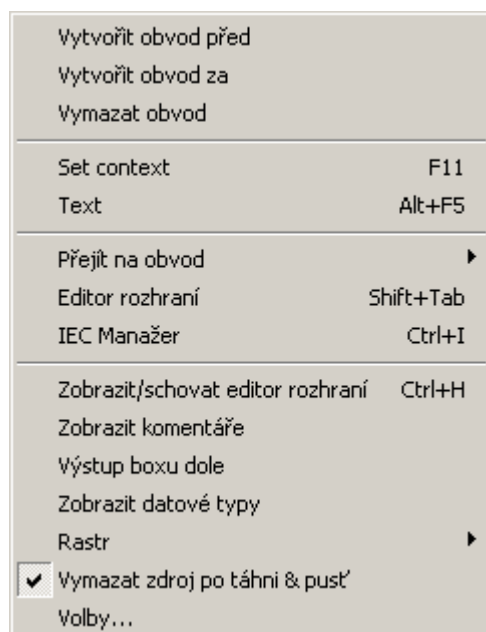 Vytvořit obvod před
Vytvořit obvod za
Vymazat obvod
Set context F11
Text Alt+F5
Přejít na obvod
Editor rozhraní Shift+Tab
IEC Manažer Ctrl+I
Zobrazit/schovat editor rozhraní Ctrl+H
Zobrazit komentáře
Výstup boxu dole
Zobrazit datové typy
Rastr
Vymazat zdroj po táhni & pusť
Volby...